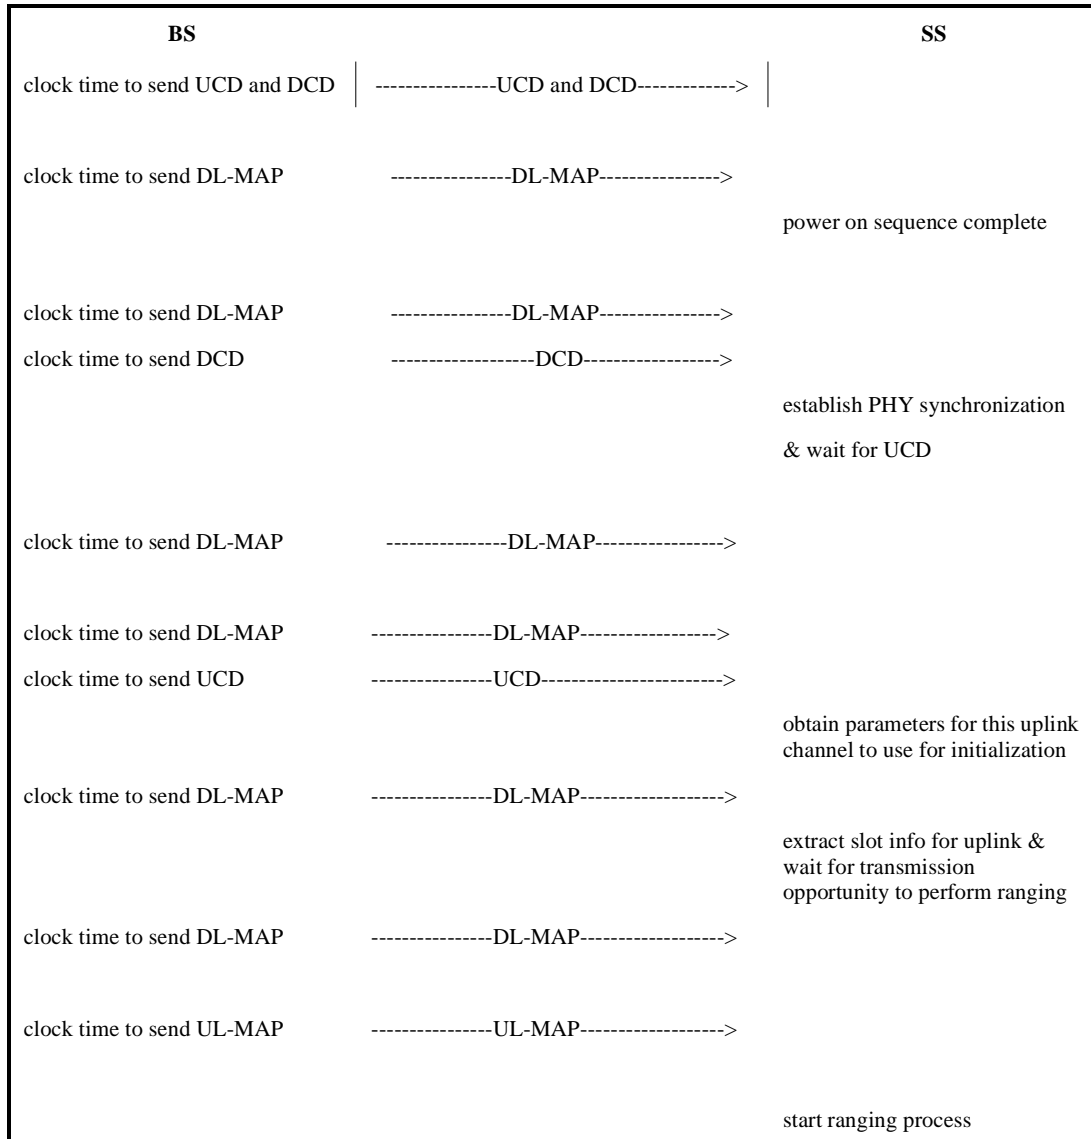 BS SS
clock time to send UCD and DCD ----------------UCD and DCD------------->
clock time to send DL-MAP ----------------DL-MAP---------------->
power on sequence complete
clock time to send DL-MAP ----------------DL-MAP---------------->
clock time to send DCD -------------------DCD------------------>
establish PHY synchronization
& wait for UCD
clock time to send DL-MAP ----------------DL-MAP----------------->
clock time to send DL-MAP ----------------DL-MAP------------------>
clock time to send UCD ----------------UCD------------------------>
obtain parameters for this uplink
channel to use for initialization
clock time to send DL-MAP ----------------DL-MAP------------------->
extract slot info for uplink &
wait for transmission
opportunity to perform ranging
clock time to send DL-MAP ----------------DL-MAP------------------->
clock time to send UL-MAP ----------------UL-MAP------------------->
start ranging process